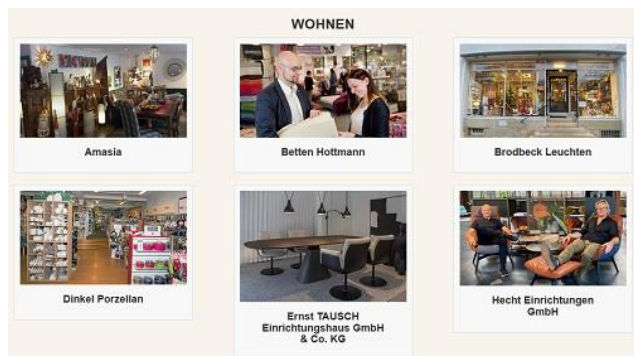 WOHNEN
Amasia
Betten Hottmann
Brodbeck Leuchten
Dinkel Porzellan
Ernst TAUSCH
Einrichtungshaus GmbH
& Co. KG
Hecht Einrichtungen
GmbH